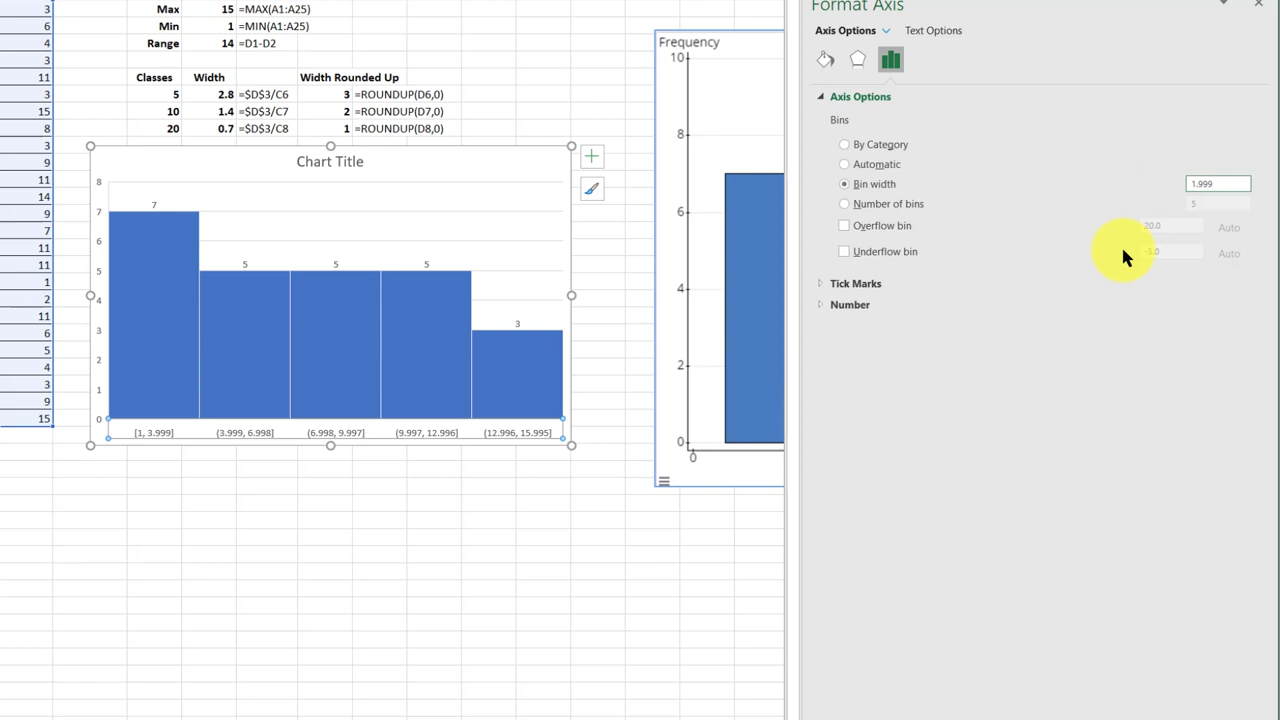 3 Max 15 =MAX(A1:A25)
6 Min 1 =MIN(A1:A25)
4 Range 14 =D1-D2
3
11 Classes Width Width Rounded Up
3 5 2.8 =$D$3/C6 3 =ROUNDUP(D6,0)
15 10 1.4 =$D$3/C7 2 =ROUNDUP(D7,0)
8 20 0.7 =$D$3/C8 1 =ROUNDUP(D8,0)
3
9
11
14
9
11
11
1
2
11
6
5
4
3
9
15
Chart Title
8
7
6
5
4
3
2
1
0
7
5
5
5
3
[1, 3.999] (3.999, 6.998] (6.998, 9.997] (9.997, 12.996] (12.996, 15.995]
Frequency
10
8
6
4
2
0
0
Format Axis
Axis Options Text Options
Axis Options
Bins
By Category
Automatic
Bin width 1.999
Number of bins 5
Overflow bin 20.0 Auto
Underflow bin -5.0 Auto
Tick Marks
Number